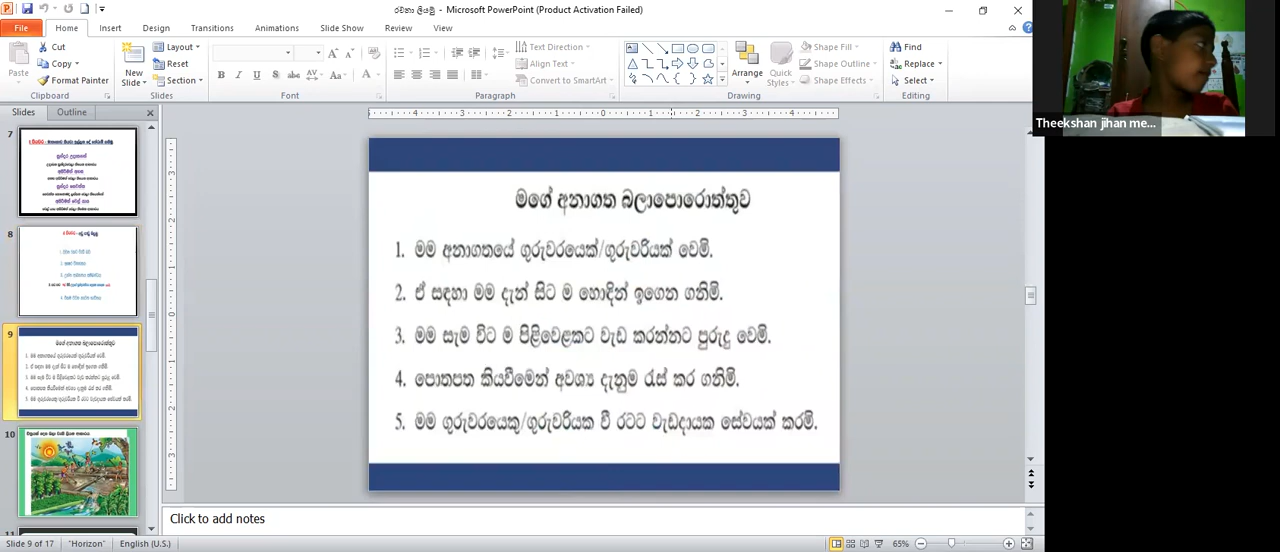 රචනා ලියමු - Microsoft PowerPoint (Product Activation Failed)
File Home Insert Design Transitions Animations Slide Show Review View
Paste
Cut
Copy
Format Painter
Clipboard
New Slide
Layout
Reset
Section
Slides
Font
Text Direction
Align Text
Convert to SmartArt
Paragraph
Arrange
Quick Styles
Shape Fill
Shape Outline
Shape Effects
Drawing
Find
Replace
Select
Editing
Theekshan jihan me...
Slides Outline
7
8
9
10
මගේ අනාගත බලාපොරොත්තුව
1. මම අනාගතයේ ගුරුවරයෙක්/ගුරුවරියක් වෙමි.
2. ඒ සඳහා මම දැන් සිට ම හොඳින් ඉගෙන ගනිමි.
3. මම සැම විට ම පිළිවෙළකට වැඩ කරන්නට පුරුදු වෙමි.
4. පොතපත කියවීමෙන් අවශ්‍ය දැනුම රැස් කර ගනිමි.
5. මම ගුරුවරයෙකු/ගුරුවරියක වී රටට වැඩදායක සේවයක් කරමි.
Click to add notes
Slide 9 of 17 "Horizon" English (U.S.) 65%